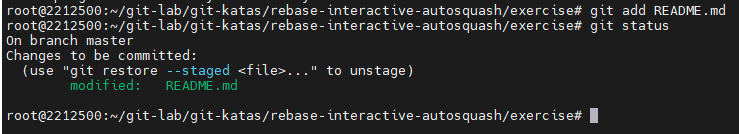 root@2212500:~/git-lab/git-katas/rebase-interactive-autosquash/exercise# git add README.md
root@2212500:~/git-lab/git-katas/rebase-interactive-autosquash/exercise# git status
On branch master
Changes to be committed:
  (use "git restore --staged <file>..." to unstage)
        modified:   README.md

root@2212500:~/git-lab/git-katas/rebase-interactive-autosquash/exercise#